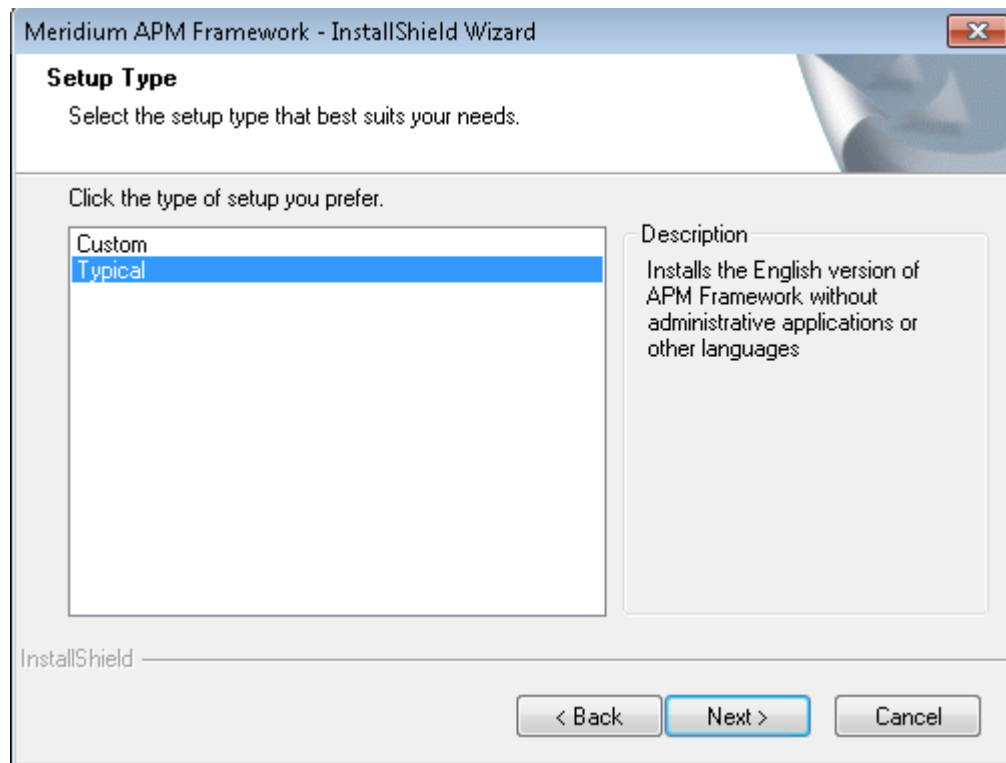 Meridium APM Framework - InstallShield Wizard
Setup Type
Select the setup type that best suits your needs.
Click the type of setup you prefer.
Custom
Typical
Description
Installs the English version of
APM Framework without
administrative applications or
other languages
InstallShield
< Back
Next >
Cancel